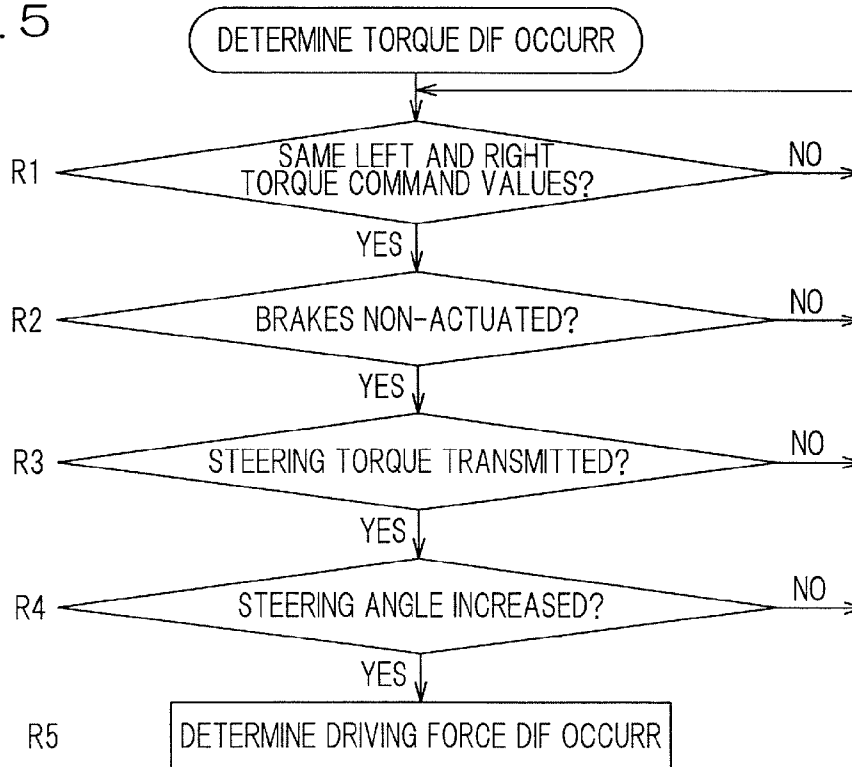 .5
DETERMINE TORQUE DIF OCCURR
R1
SAME LEFT AND RIGHT
TORQUE COMMAND VALUES?
NO
YES
R2
BRAKES NON-ACTUATED?
NO
YES
R3
STEERING TORQUE TRANSMITTED?
NO
YES
R4
STEERING ANGLE INCREASED?
NO
YES
R5
DETERMINE DRIVING FORCE DIF OCCURR